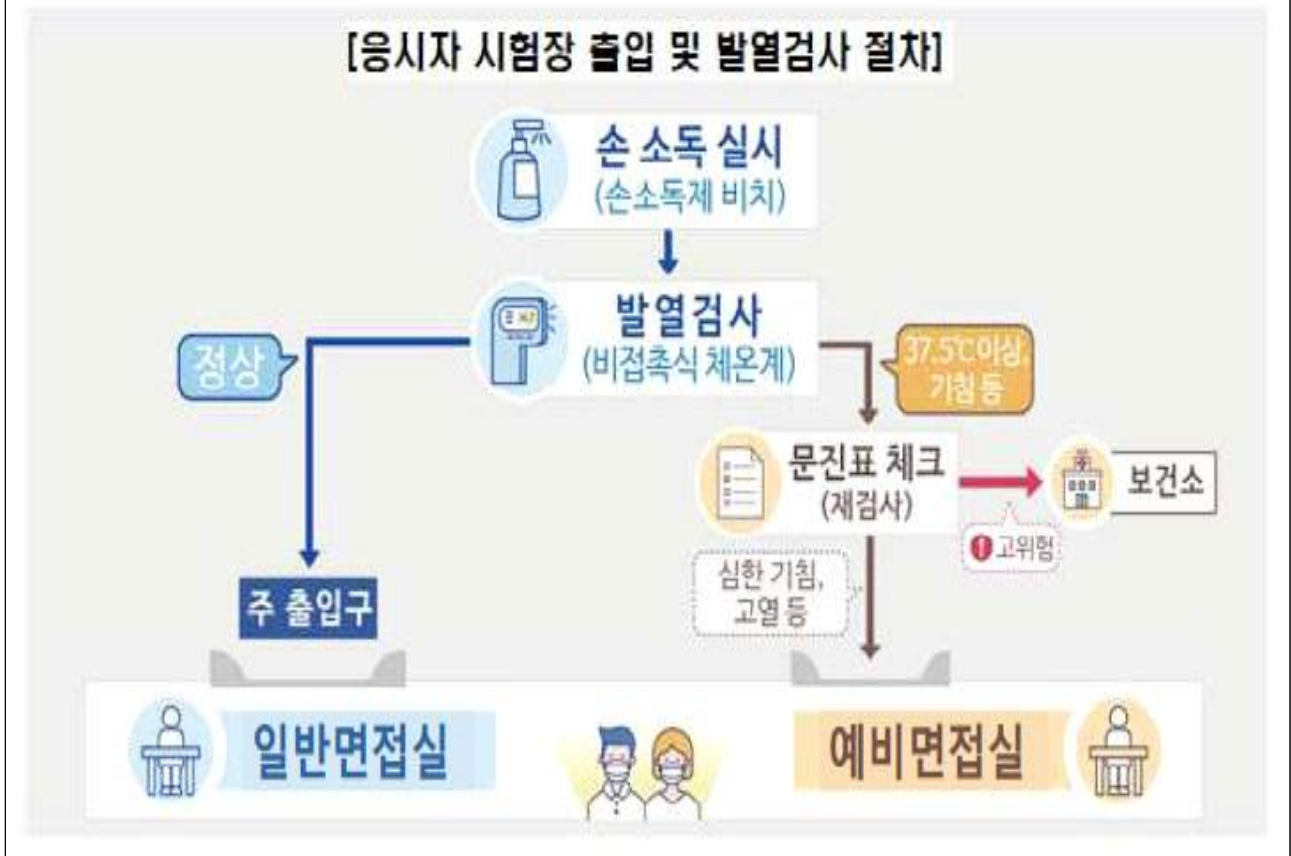 [응시자 시험장 출입 및 발열검사 절차]
손 소독 실시
(손소독제 비치)
발열검사
(비접촉식 체온계)
정상
37.5℃이상,
기침 등
문진표 체크
(재검사)
보건소
고위험
심한 기침,
고열 등
주 출입구
일반면접실
예비면접실